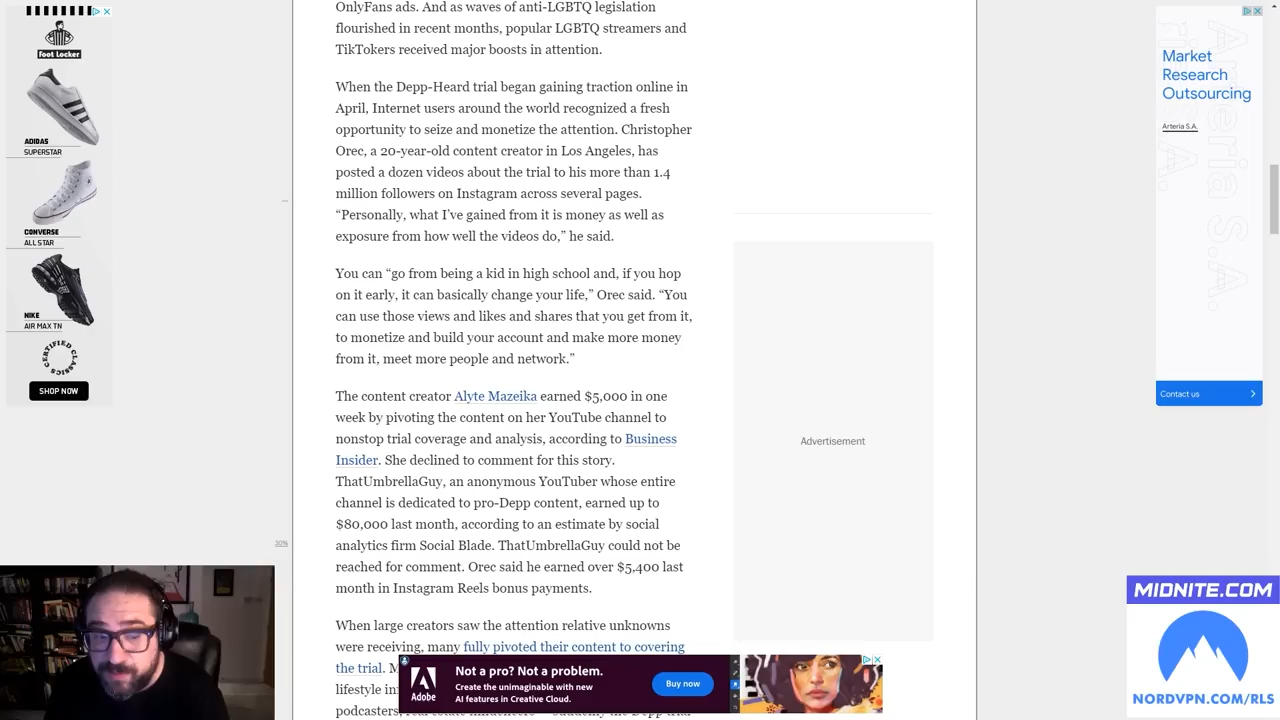 OnlyFans ads. And as waves of anti-LGBTQ legislation
flourished in recent months, popular LGBTQ streamers and
TikTokers received major boosts in attention.
When the Depp-Heard trial began gaining traction online in
April, Internet users around the world recognized a fresh
opportunity to seize and monetize the attention. Christopher
Orec, a 20-year-old content creator in Los Angeles, has
posted a dozen videos about the trial to his more than 1.4
million followers on Instagram across several pages.
“Personally, what I’ve gained from it is money as well as
exposure from how well the videos do,” he said.
You can “go from being a kid in high school and, if you hop
on it early, it can basically change your life,” Orec said. “You
can use those views and likes and shares that you get from it,
to monetize and build your account and make more money
from it, meet more people and network.”
The content creator Alyte Mazeika earned $5,000 in one
week by pivoting the content on her YouTube channel to
nonstop trial coverage and analysis, according to Business
Insider. She declined to comment for this story.
ThatUmbrellaGuy, an anonymous YouTuber whose entire
channel is dedicated to pro-Depp content, earned up to
$80,000 last month, according to an estimate by social
analytics firm Social Blade. ThatUmbrellaGuy could not be
reached for comment. Orec said he earned over $5,400 last
month in Instagram Reels bonus payments.
When large creators saw the attention relative unknowns
were receiving, many fully pivoted their content to covering
the trial.
lifestyle
podcasters,
Foot Locker
ADIDAS
SUPERSTAR
CONVERSE
ALL STAR
NIKE
AIR MAX TN
CERTIFIED CLASSICS
SHOP NOW
30%
Advertisement
Market
Research
Outsourcing
Arteria S.A.
Arteria S.A.
Contact us
Adobe
Not a pro? Not a problem.
Create the unimaginable with new
AI features in Creative Cloud.
Buy now
MIDNITE.COM
NORDVPN.COM/RLS